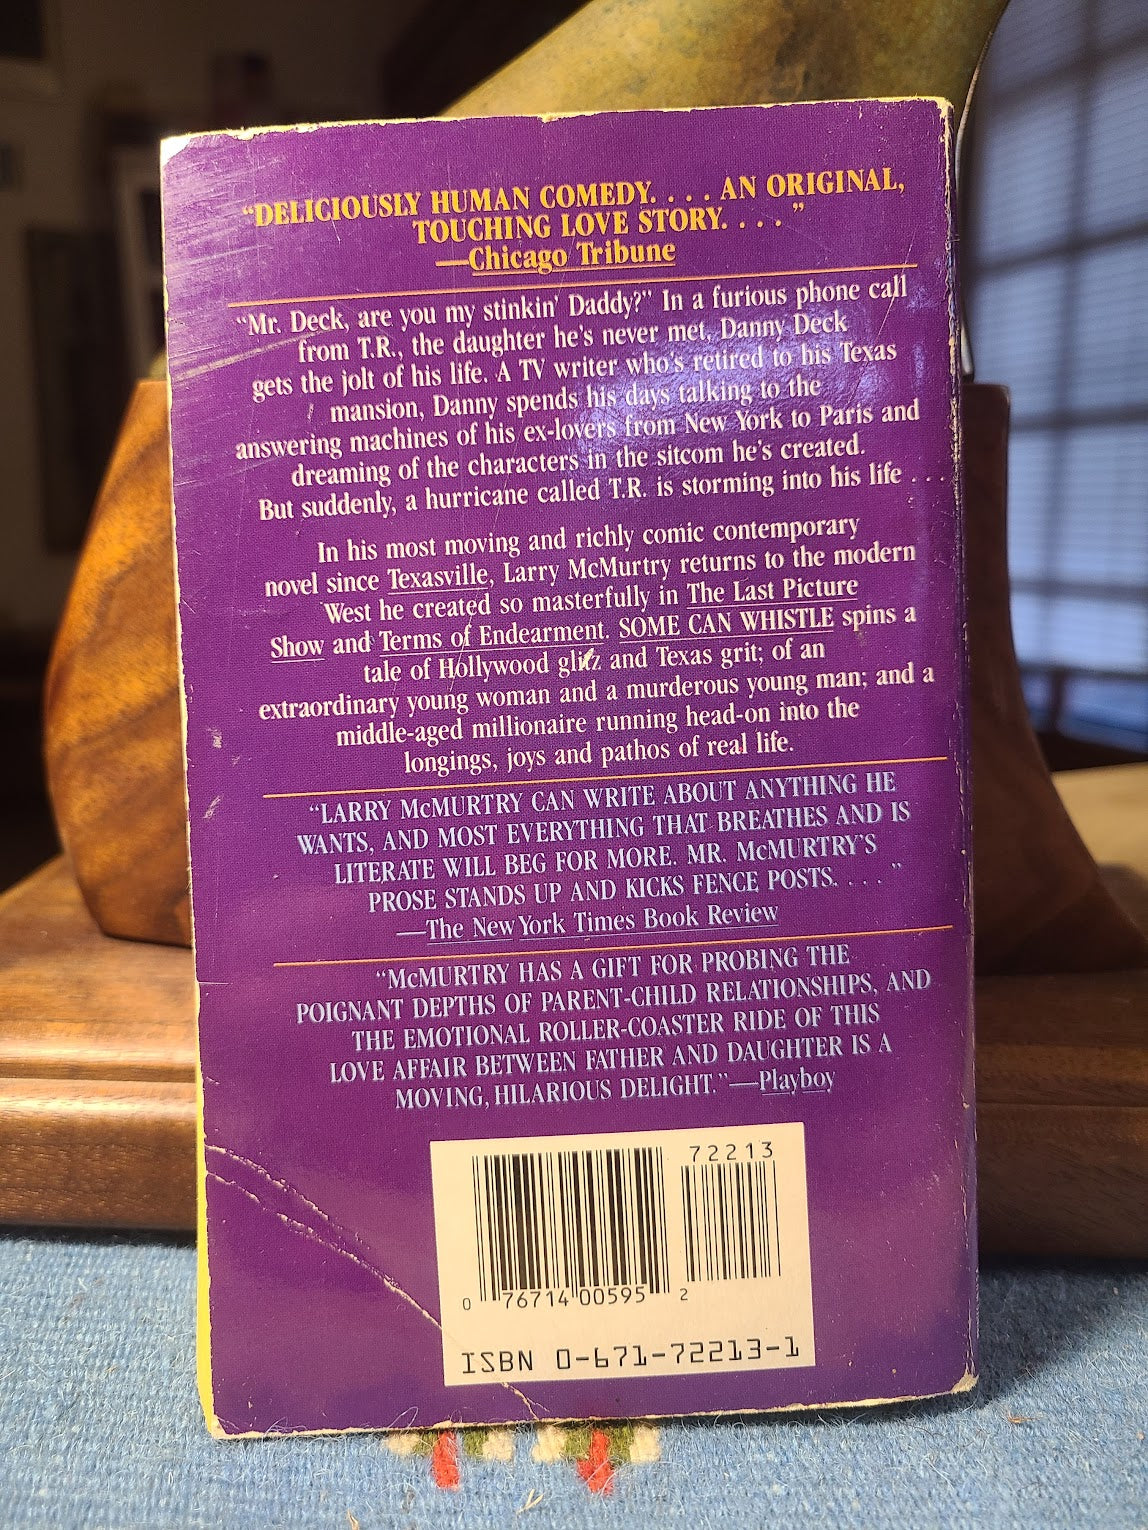 “DELICIOUSLY HUMAN COMEDY. . . . AN ORIGINAL,
TOUCHING LOVE STORY. . . . ”
—Chicago Tribune
“Mr. Deck, are you my stinkin' Daddy?” In a furious phone call
from T.R., the daughter he's never met, Danny Deck
gets the jolt of his life. A TV writer who's retired to his Texas
mansion, Danny spends his days talking to the
answering machines of his ex-lovers from New York to Paris and
dreaming of the characters in the sitcom he's created.
But suddenly, a hurricane called T.R. is storming into his life . . .
In his most moving and richly comic contemporary
novel since Texasville, Larry McMurtry returns to the modern
West he created so masterfully in The Last Picture
Show and Terms of Endearment. SOME CAN WHISTLE spins a
tale of Hollywood glitz and Texas grit; of an
extraordinary young woman and a murderous young man; and a
middle-aged millionaire running head-on into the
longings, joys and pathos of real life.
“LARRY McMURTRY CAN WRITE ABOUT ANYTHING HE
WANTS, AND MOST EVERYTHING THAT BREATHES AND IS
LITERATE WILL BEG FOR MORE. MR. McMURTRY'S
PROSE STANDS UP AND KICKS FENCE POSTS. . . . ”
—The New York Times Book Review
“McMURTRY HAS A GIFT FOR PROBING THE
POIGNANT DEPTHS OF PARENT-CHILD RELATIONSHIPS, AND
THE EMOTIONAL ROLLER-COASTER RIDE OF THIS
LOVE AFFAIR BETWEEN FATHER AND DAUGHTER IS A
MOVING, HILARIOUS DELIGHT.”—Playboy
72213
0 76714 00595 2
ISBN 0-671-72213-1